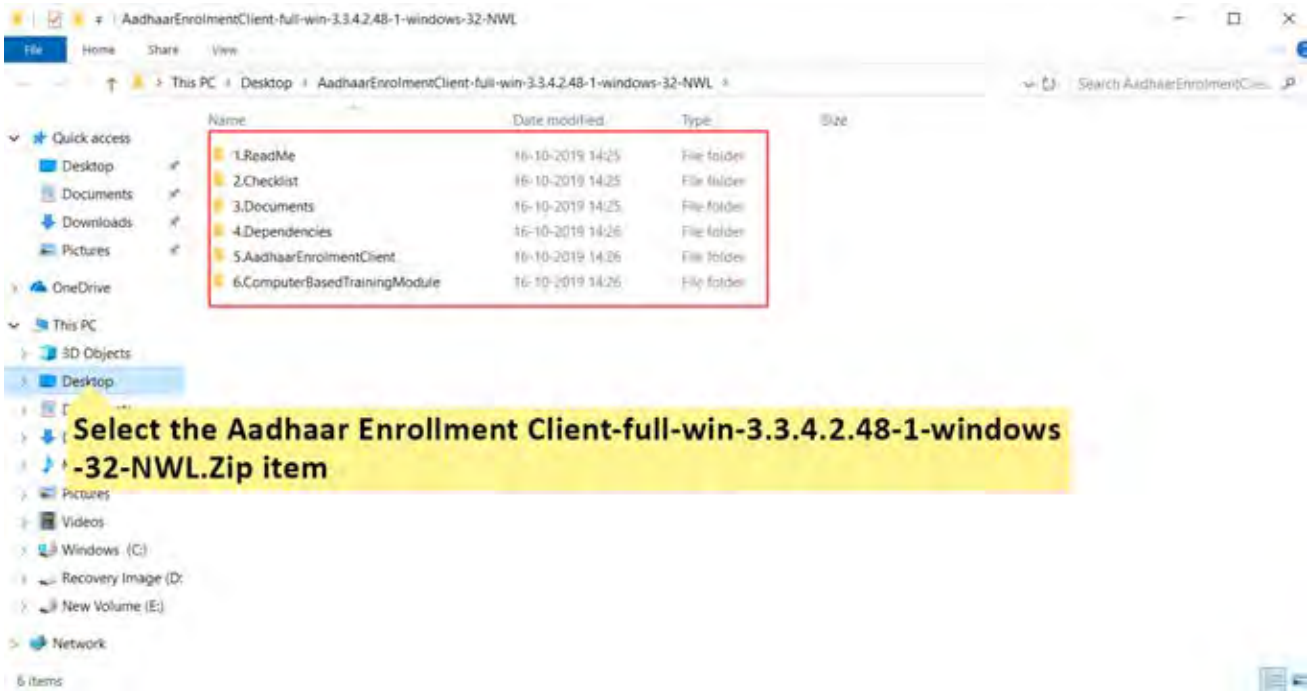 AadhaarEnrolmentClient-full-win-3.3.4.2.48-1-windows-32-NWL
File Home Share View
This PC Desktop AadhaarEnrolmentClient-full-win-3.3.4.2.48-1-windows-32-NWL
Search AadhaarEnrolmentClie...
Name Date modified Type Size
Quick access
Desktop
Documents
Downloads
Pictures
OneDrive
This PC
3D Objects
Desktop
Pictures
Videos
Windows (C:)
Recovery Image (D:
New Volume (E:)
Network
1.ReadMe 16-10-2019 14:25 File folder
2.Checklist 16-10-2019 14:25 File folder
3.Documents 16-10-2019 14:25 File folder
4.Dependencies 16-10-2019 14:26 File folder
5.AadhaarEnrolmentClient 16-10-2019 14:26 File folder
6.ComputerBasedTrainingModule 16-10-2019 14:26 File folder
Select the Aadhaar Enrollment Client-full-win-3.3.4.2.48-1-windows
-32-NWL.Zip item
6 items